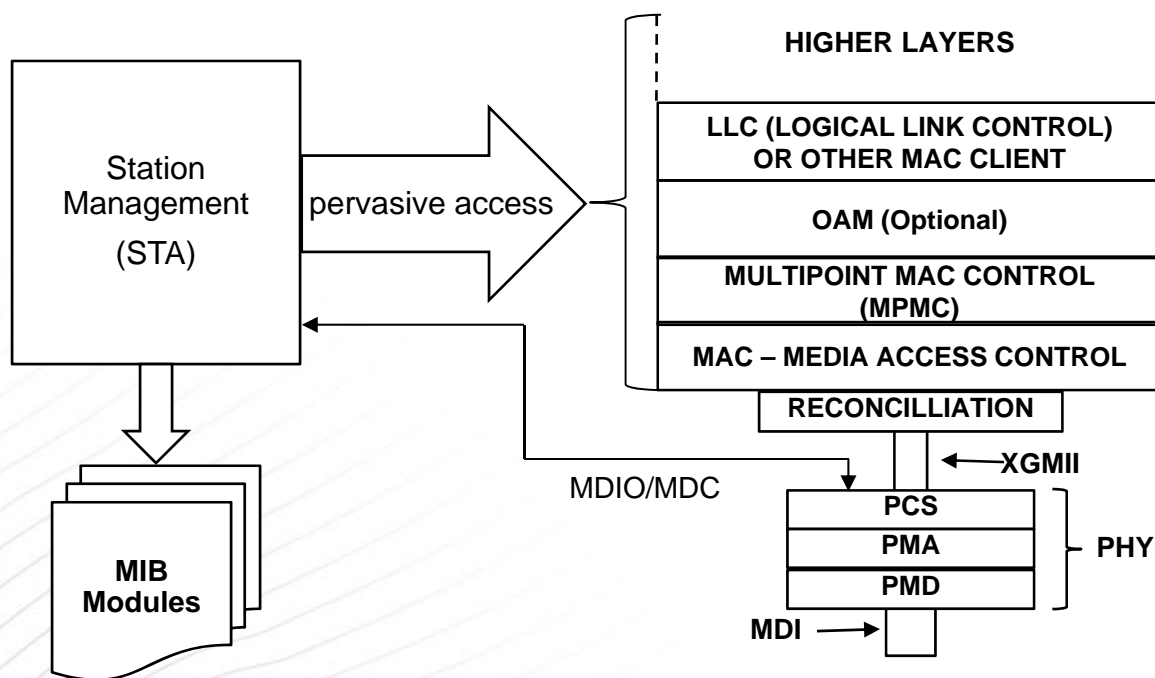 HIGHER LAYERS
LLC (LOGICAL LINK CONTROL)
OR OTHER MAC CLIENT
Station
Management
(STA)
pervasive access
OAM (Optional)
MULTIPOINT MAC CONTROL
(MPMC)
MAC – MEDIA ACCESS CONTROL
RECONCILLIATION
XGMII
MDIO/MDC
PCS
PMA
PHY
PMD
MDI
MIB
Modules